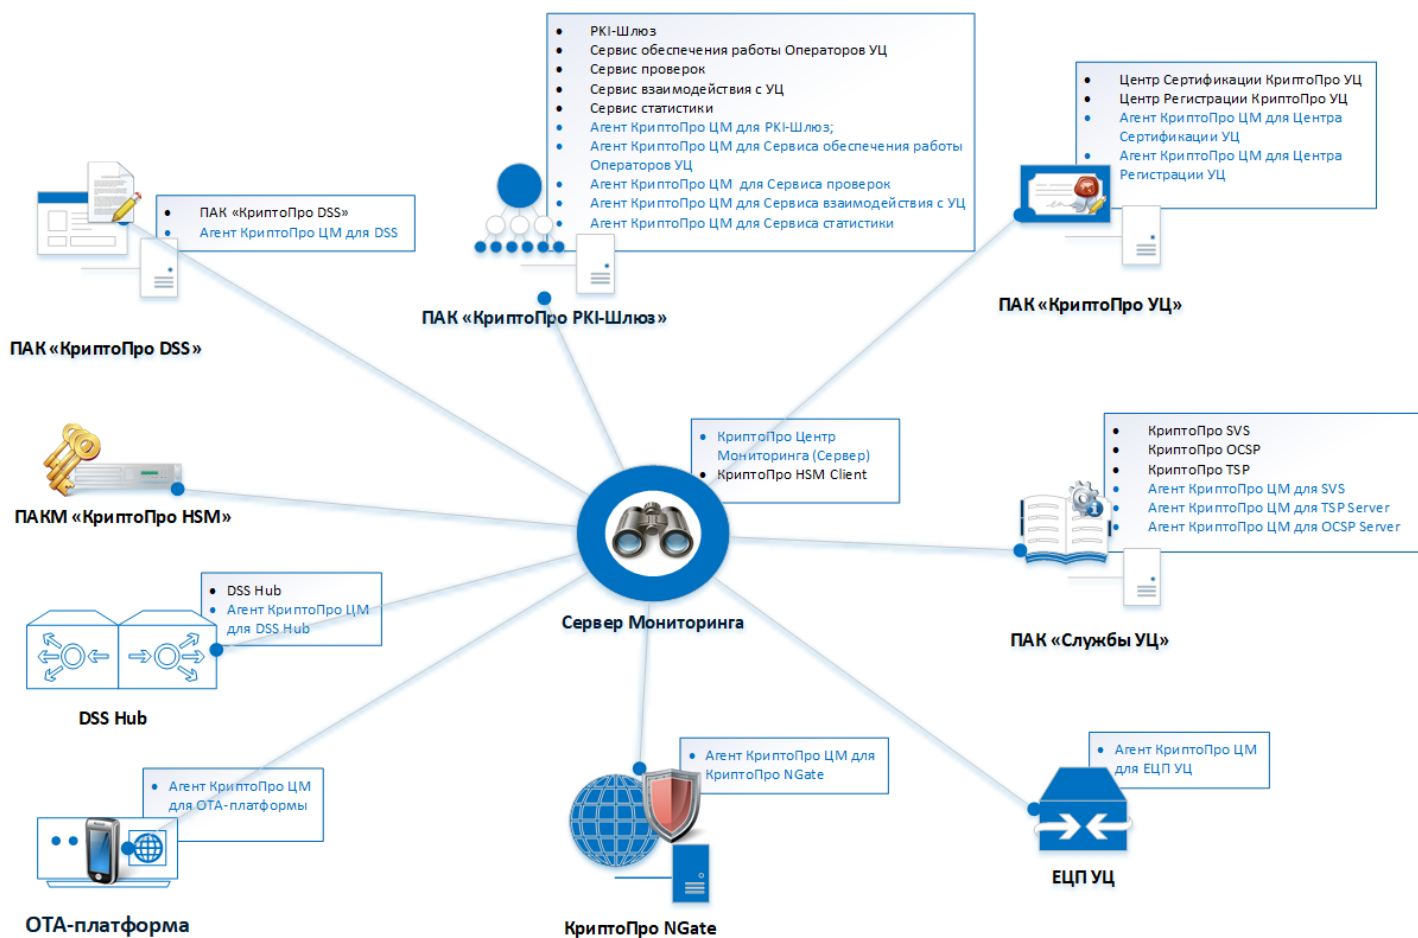 • РКI-Шлюз
• Сервис обеспечения работы Операторов УЦ
• Сервис проверок
• Сервис взаимодействия с УЦ
• Сервис статистики
• Агент КриптоПро ЦМ для PKI-Шлюз;
• Агент КриптоПро ЦМ для Сервиса обеспечения работы
Операторов УЦ
• Агент КриптоПро ЦМ для Сервиса проверок
• Агент КриптоПро ЦМ для Сервиса взаимодействия с УЦ
• Агент КриптоПро ЦМ для Сервиса статистики
ПАК «КриптоПро PKI-Шлюз»
• Центр Сертификации КриптоПро УЦ
• Центр Регистрации КриптоПро УЦ
• Агент КриптоПро ЦМ для Центра
Сертификации УЦ
• Агент КриптоПро ЦМ для Центра
Регистрации УЦ
ПАК «КриптоПро УЦ»
• ПАК «КриптоПро DSS»
• Агент КриптоПро ЦМ для DSS
ПАК «КриптоПро DSS»
ПАКМ «КриптоПро HSM»
• КриптоПро Центр
Мониторинга (Сервер)
• КриптоПро HSM Client
Сервер Мониторинга
• КриптоПро SVS
• КриптоПро OCSP
• КриптоПро TSP
• Агент КриптоПро ЦМ для SVS
• Агент КриптоПро ЦМ для TSP Server
• Агент КриптоПро ЦМ для OCSP Server
ПАК «Службы УЦ»
• DSS Hub
• Агент КриптоПро ЦМ
для DSS Hub
DSS Hub
• Агент КриптоПро ЦМ
для ОТА-платформы
ОТА-платформа
• Агент КриптоПро ЦМ для
КриптоПро NGate
КриптоПро NGate
• Агент КриптоПро ЦМ
для ЕЦП УЦ
ЕЦП УЦ